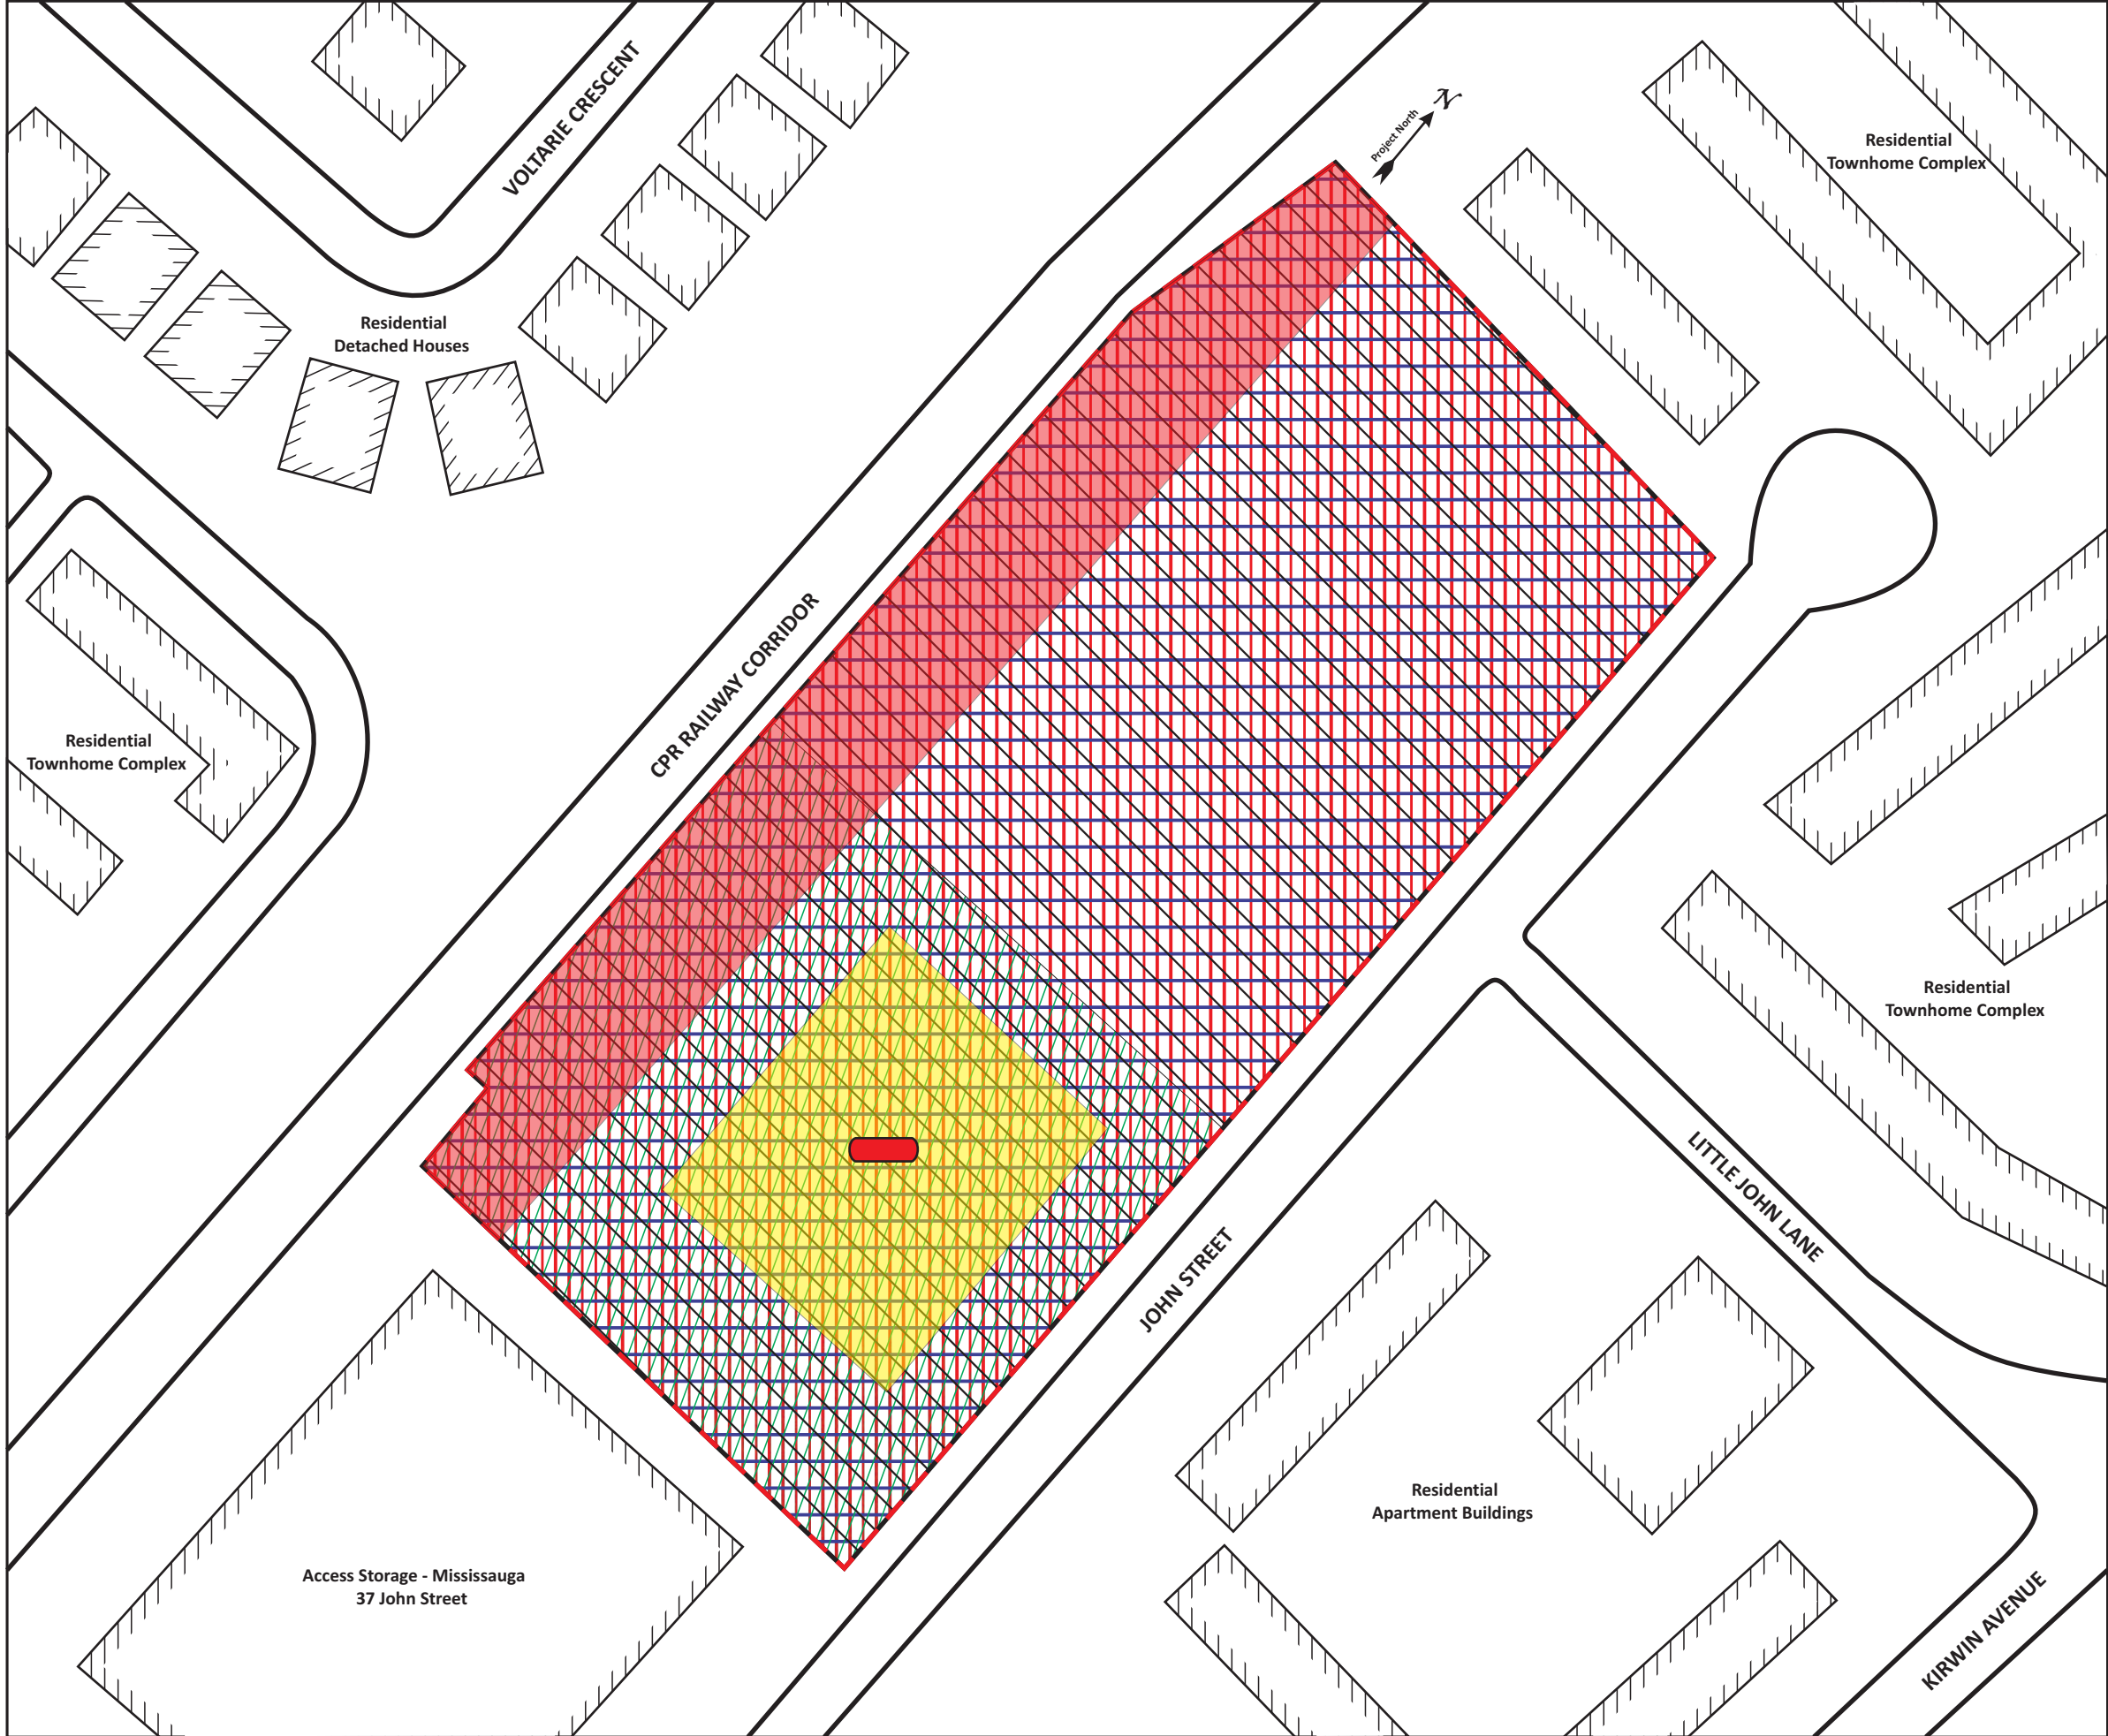 VOLTARIE CRESCENT
Project North
N
Residential
Townhome Complex
Residential
Detached Houses
CPR RAILWAY CORRIDOR
Residential
Townhome Complex
Residential
Townhome Complex
LITTLE JOHN LANE
JOHN STREET
Residential
Apartment Buildings
Access Storage - Mississauga
37 John Street
KIRWIN AVENUE